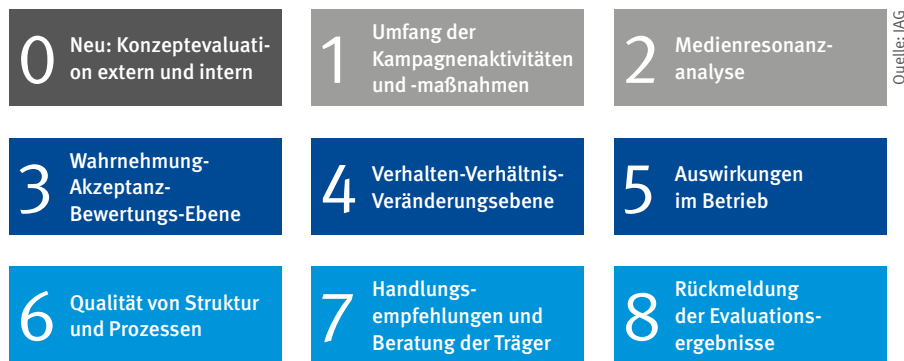 0 Neu: Konzeptevaluati-
on extern und intern
1 Umfang der
Kampagnenaktivitäten
und -maßnahmen
2 Medienresonanz-
analyse
Quelle: IAG
3 Wahrnehmung-
Akzeptanz-
Bewertungs-Ebene
4 Verhalten-Verhältnis-
Veränderungsebene
5 Auswirkungen
im Betrieb
6 Qualität von Struktur
und Prozessen
7 Handlungs-
empfehlungen und
Beratung der Träger
8 Rückmeldung
der Evaluations-
ergebnisse